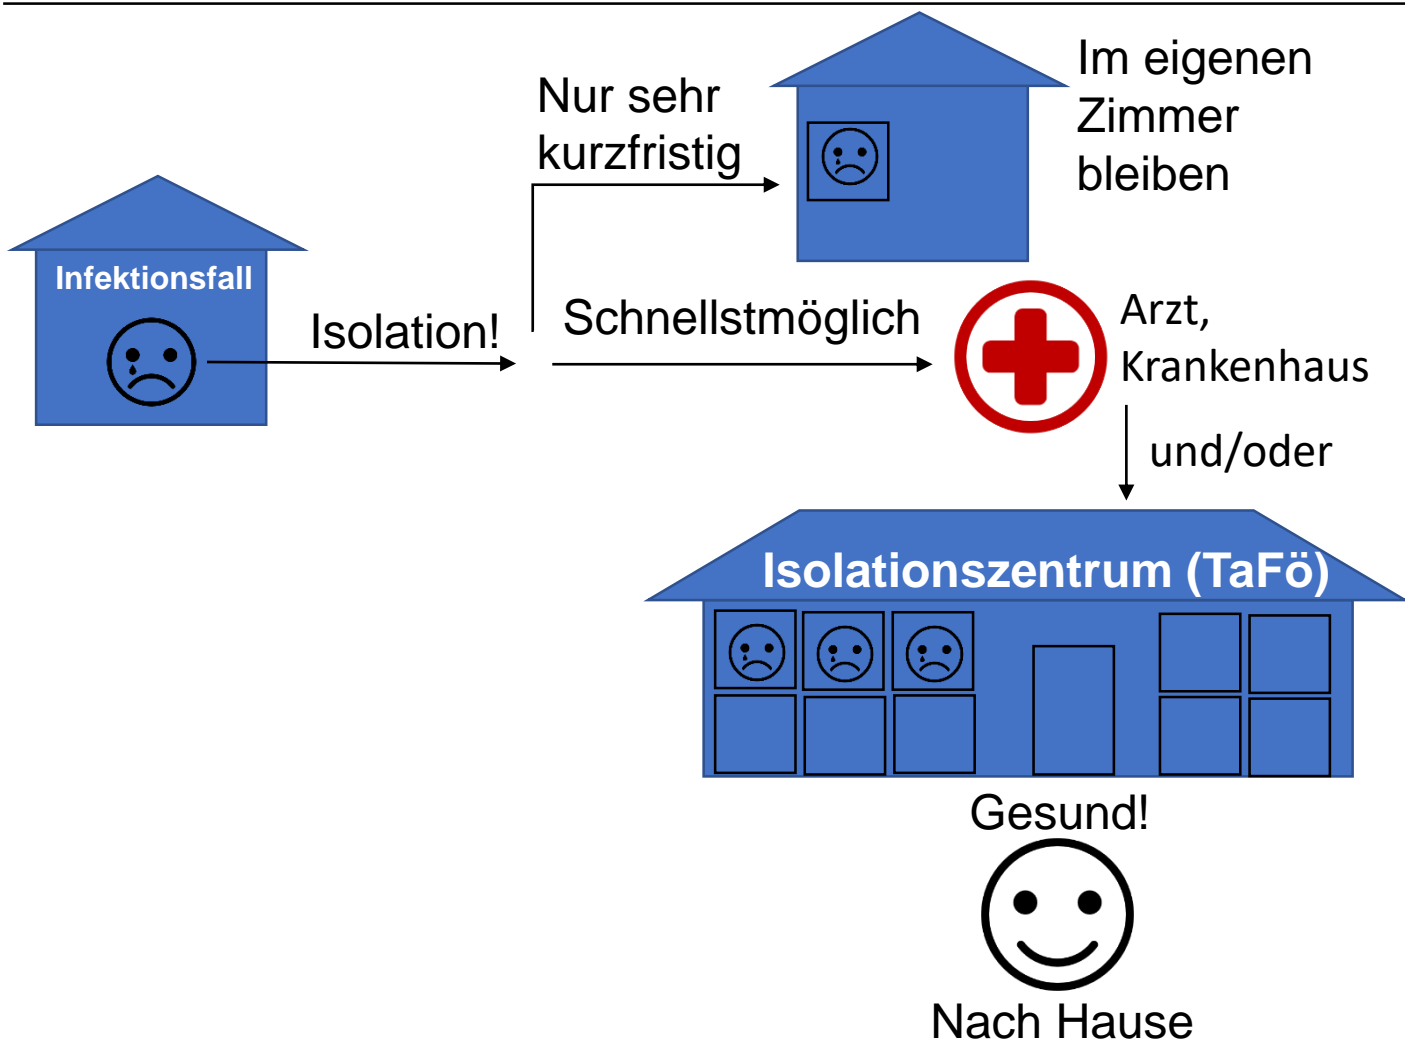 Nur sehr
kurzfristig
Im eigenen
Zimmer
bleiben
Infektionsfall
Isolation!
Schnellstmöglich
Arzt,
Krankenhaus
und/oder
Isolationszentrum (TaFö)
Gesund!
Nach Hause